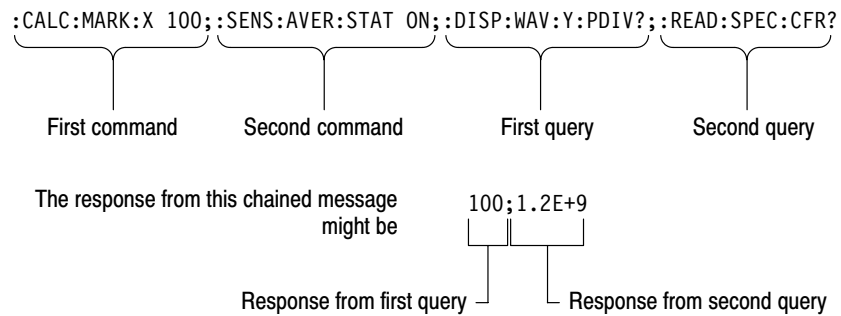 :CALC:MARK:X 100;:SENS:AVER:STAT ON;:DISP:WAV:Y:PDIV?;:READ:SPEC:CFR?
First command Second command First query Second query
The response from this chained message 100;1.2E+9
might be
Response from first query Response from second query